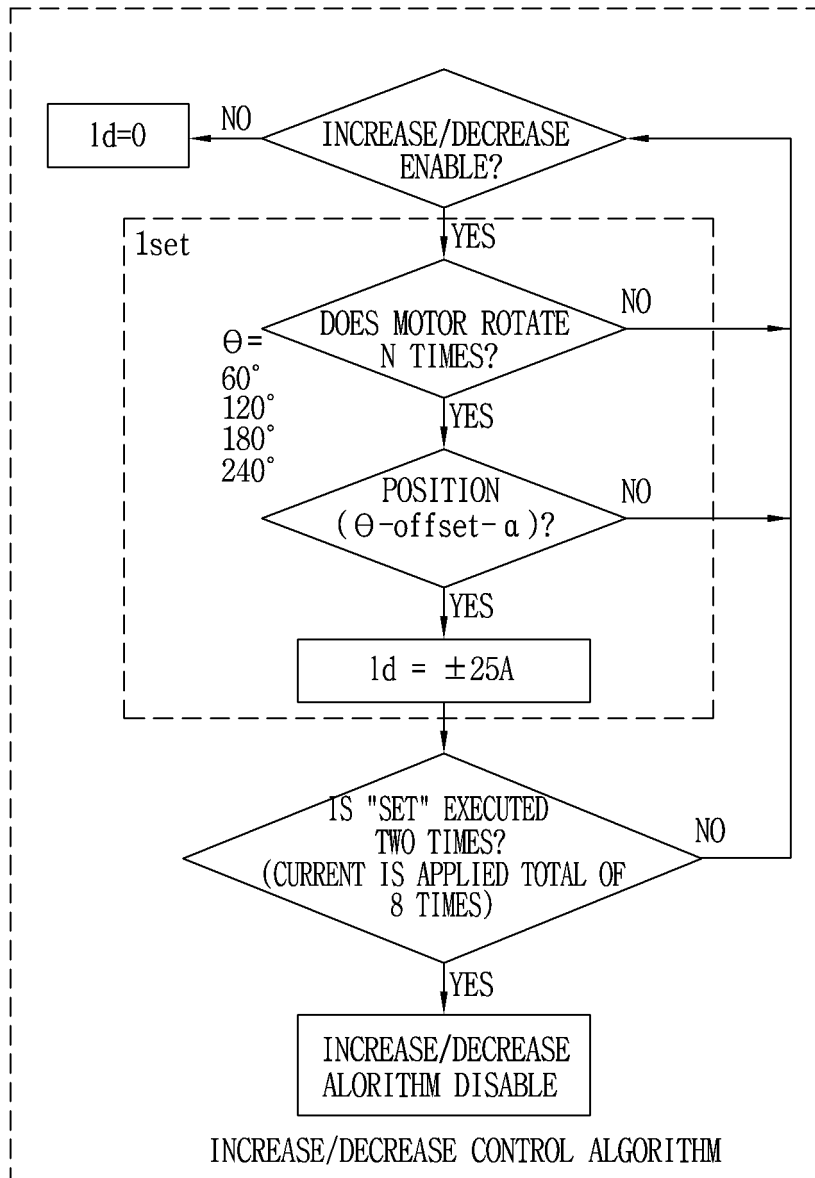 INCREASE/DECREASE
ENABLE?
NO
1d=0
YES
1set
DOES MOTOR ROTATE
N TIMES?
NO
Θ=
60°
120°
180°
240°
YES
POSITION
(Θ-offset-α)?
NO
YES
1d = ±25A
IS "SET" EXECUTED
TWO TIMES?
(CURRENT IS APPLIED TOTAL OF
8 TIMES)
NO
YES
INCREASE/DECREASE
ALORITHM DISABLE
INCREASE/DECREASE CONTROL ALGORITHM